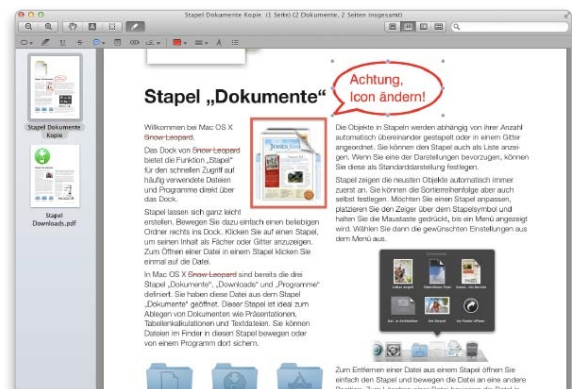 Stapel Dokumente Kopie (1 Seite) (2 Dokumente, 2 Seiten insgesamt)
Stapel Dokumente
Kopie
Stapel
Downloads.pdf
Stapel „Dokumente“
Achtung,
Icon ändern!
Willkommen bei Mac OS X
Snow Leopard.
Das Dock von Snow Leopard
bietet die Funktion „Stapel“
für den schnellen Zugriff auf
häufig verwendete Dateien
und Programme direkt über
das Dock.
Stapel lassen sich ganz leicht
erstellen. Bewegen Sie dazu einfach einen beliebigen
Ordner rechts ins Dock. Klicken Sie auf einen Stapel,
um seinen Inhalt als Fächer oder Gitter anzuzeigen.
Zum Öffnen einer Datei in einem Stapel klicken Sie
einmal auf die Datei.
In Mac OS X Snow Leopard sind bereits die drei
Stapel „Dokumente“, „Downloads“ und „Programme“
definiert. Sie haben diese Datei aus dem Stapel
„Dokumente“ geöffnet. Dieser Stapel ist ideal zum
Ablegen von Dokumenten wie Präsentationen,
Tabellenkalkulationen und Textdateien. Sie können
Dateien im Finder in diesen Stapel bewegen oder
von einem Programm dort sichern.
Die Objekte in Stapeln werden abhängig von ihrer Anzahl
automatisch übereinander gestapelt oder in einem Gitter
angeordnet. Sie können den Stapel auch als Liste anzei-
gen. Wenn Sie eine der Darstellungen bevorzugen, können
Sie diese als Standarddarstellung festlegen.
Stapel zeigen die neusten Objekte automatisch immer
zuerst an. Sie können die Sortierreihenfolge aber auch
selbst festlegen. Möchten Sie einen Stapel anpassen,
platzieren Sie den Zeiger über dem Stapelsymbol und
halten Sie die Maustaste gedrückt, bis ein Menü angezeigt
wird. Wählen Sie dann die gewünschten Einstellungen aus
dem Menü aus.
Zum Entfernen einer Datei aus einem Stapel öffnen Sie
einfach den Stapel und bewegen die Datei an eine andere